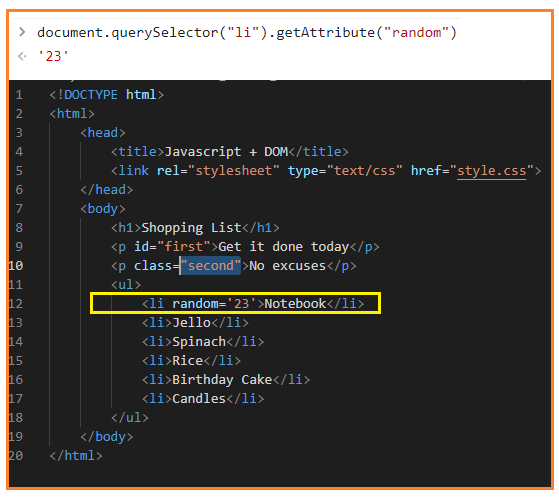 document.querySelector("li").getAttribute("random")
'23'
1 <!DOCTYPE html>
2 <html>
3 <head>
4 <title>Javascript + DOM</title>
5 <link rel="stylesheet" type="text/css" href="style.css">
6 </head>
7 <body>
8 <h1>Shopping List</h1>
9 <p id="first">Get it done today</p>
10 <p class="second">No excuses</p>
11 <ul>
12 <li random='23'>Notebook</li>
13 <li>Jello</li>
14 <li>Spinach</li>
15 <li>Rice</li>
16 <li>Birthday Cake</li>
17 <li>Candles</li>
18 </ul>
19 </body>
20 </html>